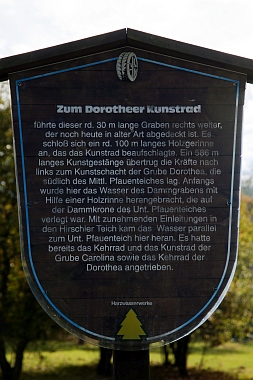 Zum Dorotheer Kunstrad
führte dieser rd. 30 m lange Graben rechts weiter,
der noch heute in alter Art abgedeckt ist. Es
schloß sich ein rd. 100 m langes Holzgerinne
an, das das Kunstrad beaufschlagte. Ein 586 m
langes Kunstgestänge übertrug die Kräfte nach
links zum Kunstschacht der Grube Dorothea, die
südlich des Mittl. Pfauenteiches lag. Anfangs
wurde hier das Wasser des Dammgrabens mit
Hilfe einer Holzrinne herangebracht, die auf
der Dammkrone des Unt. Pfauenteiches
verlegt war. Mit zunehmenden Einleitungen in
den Hirschler Teich kam das Wasser parallel
zum Unt. Pfauenteich hier heran. Es hatte
bereits das Kehrrad und das Kunstrad der
Grube Carolina sowie das Kehrrad der
Dorothea angetrieben.
Harzwasserwerke